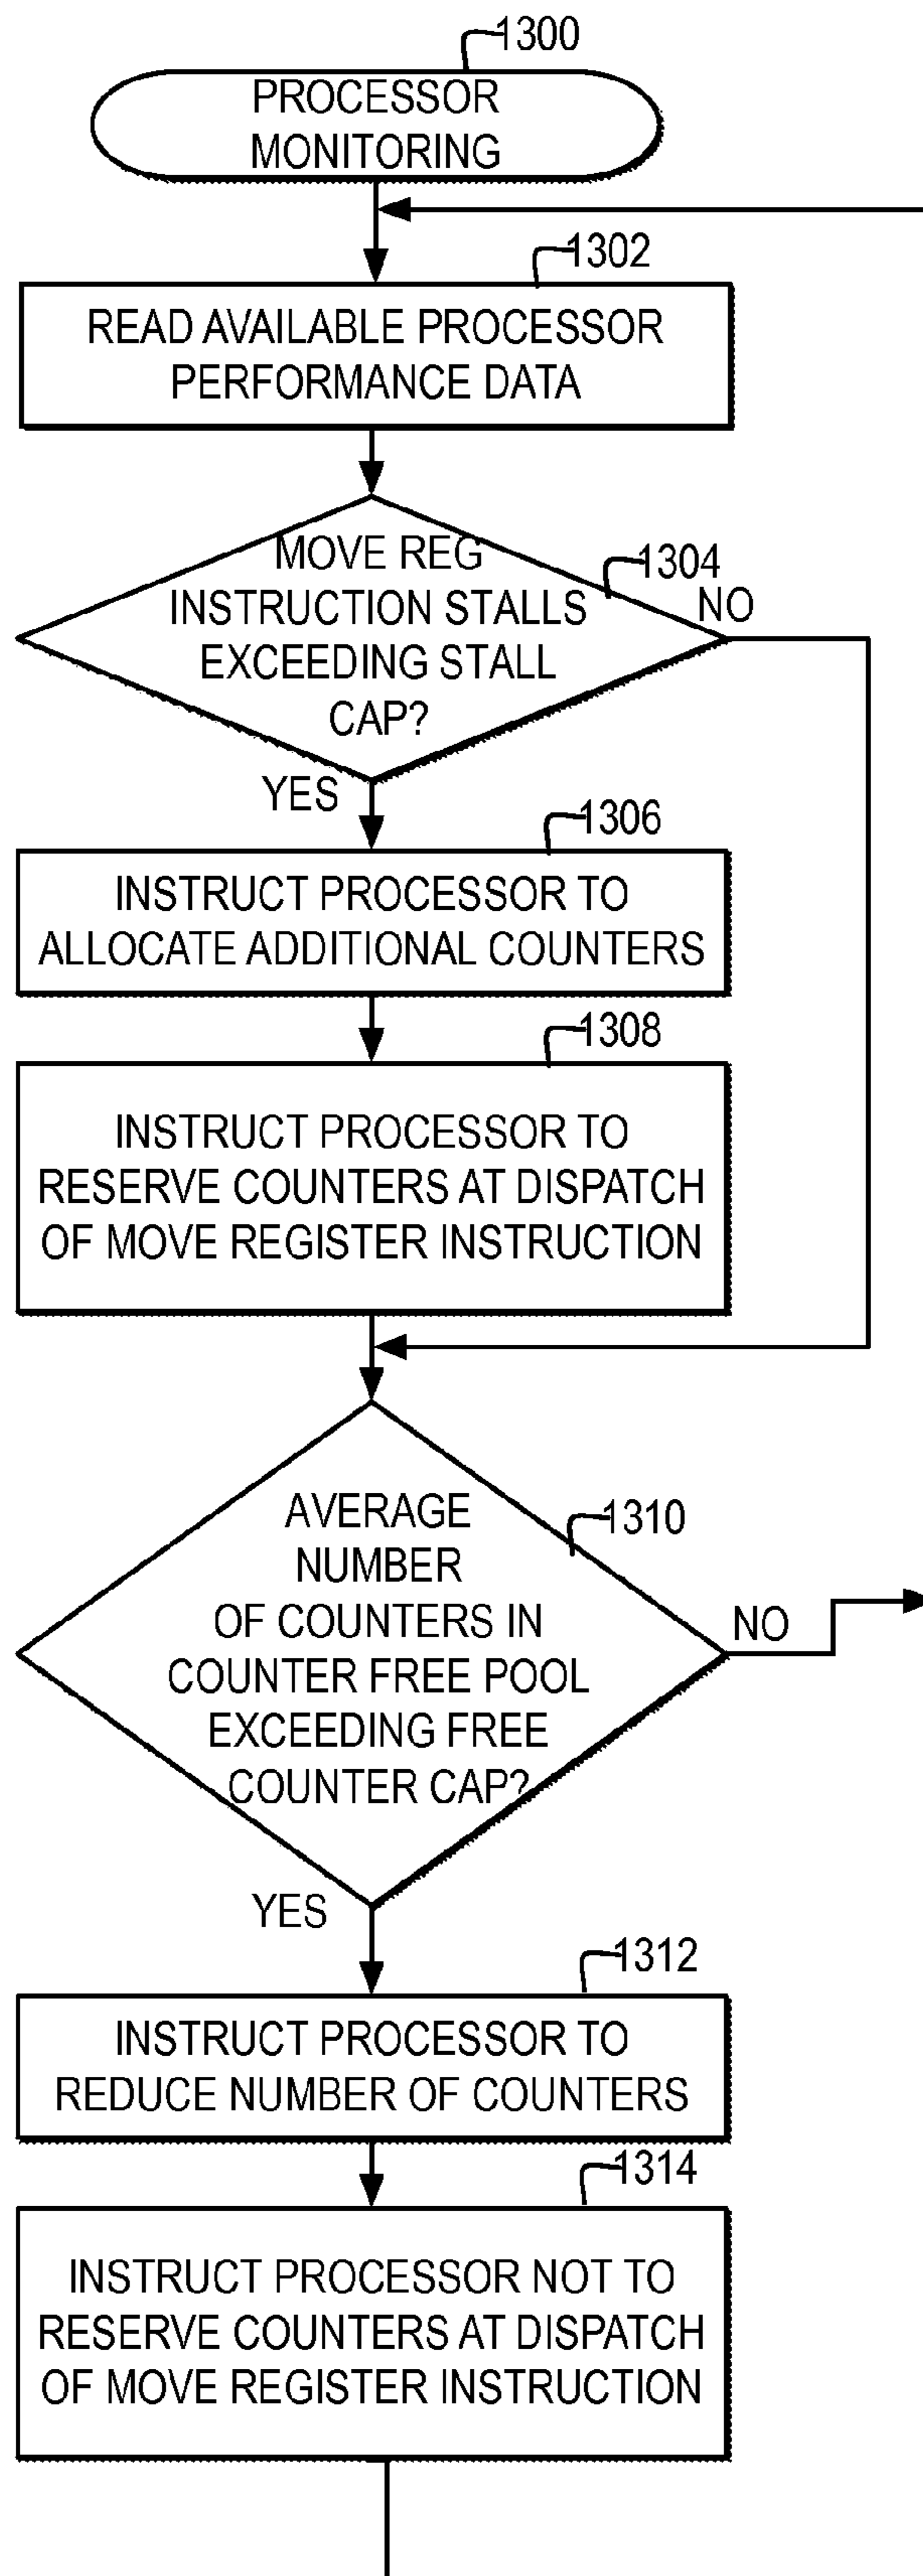 1300
PROCESSOR
MONITORING
1302
READ AVAILABLE PROCESSOR
PERFORMANCE DATA
MOVE REG
INSTRUCTION STALLS
EXCEEDING STALL
CAP?
1304
NO
YES
1306
INSTRUCT PROCESSOR TO
ALLOCATE ADDITIONAL COUNTERS
1308
INSTRUCT PROCESSOR TO
RESERVE COUNTERS AT DISPATCH
OF MOVE REGISTER INSTRUCTION
AVERAGE
NUMBER
OF COUNTERS IN
COUNTER FREE POOL
EXCEEDING FREE
COUNTER CAP?
1310
NO
YES
1312
INSTRUCT PROCESSOR TO
REDUCE NUMBER OF COUNTERS
1314
INSTRUCT PROCESSOR NOT TO
RESERVE COUNTERS AT DISPATCH
OF MOVE REGISTER INSTRUCTION